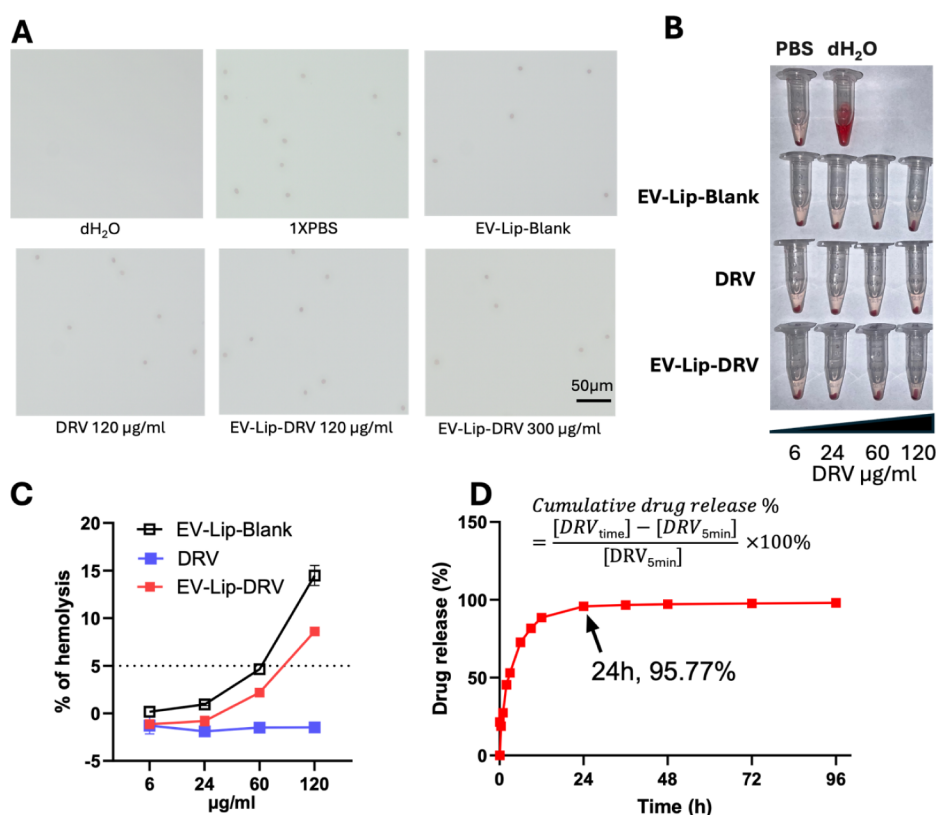 A
dH₂O
1XPBS
EV-Lip-Blank
50μm
DRV 120 μg/ml
EV-Lip-DRV 120 μg/ml
EV-Lip-DRV 300 μg/ml
B
PBS dH₂O
EV-Lip-Blank
DRV
EV-Lip-DRV
6 24 60 120
DRV μg/ml
C
20
15
10
5
0
-5
% of hemolysis
EV-Lip-Blank
DRV
EV-Lip-DRV
6 24 60 120
μg/ml
D
Cumulative drug release %
= [DRV_time] − [DRV_5min] / [DRV_5min] ×100%
150
100
50
0
Drug release (%)
24h, 95.77%
0 24 48 72 96
Time (h)